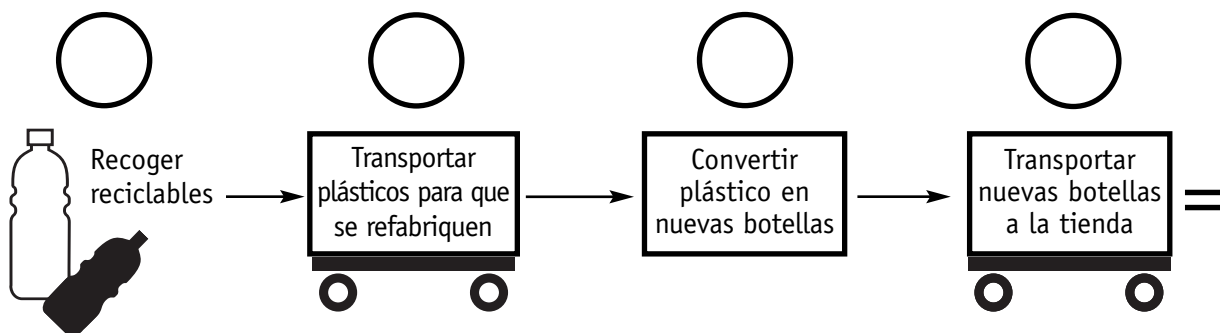 Recoger
reciclables
Transportar
plásticos para que
se refabriquen
Convertir
plástico en
nuevas botellas
Transportar
nuevas botellas
a la tienda
=